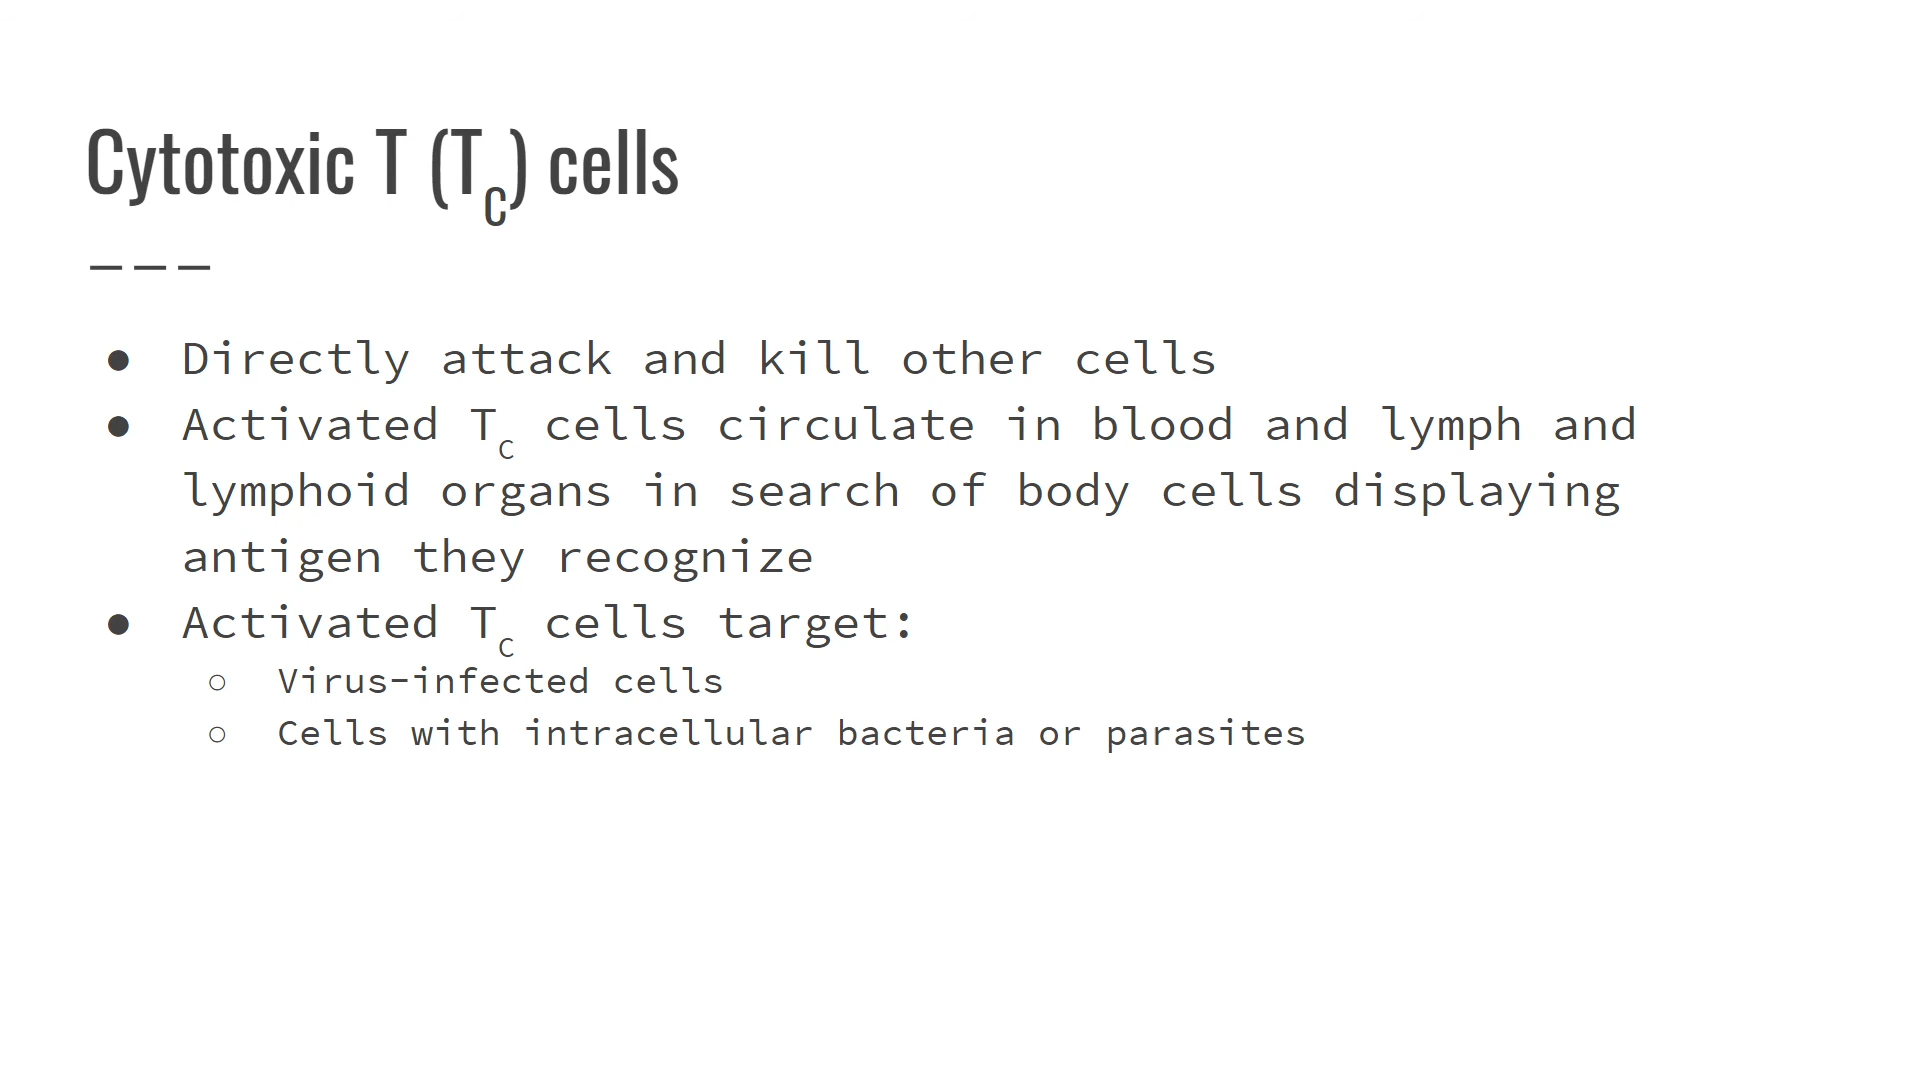 Cytotoxic T (TC) cells
● Directly attack and kill other cells
● Activated TC cells circulate in blood and lymph and
lymphoid organs in search of body cells displaying
antigen they recognize
● Activated TC cells target:
○ Virus-infected cells
○ Cells with intracellular bacteria or parasites